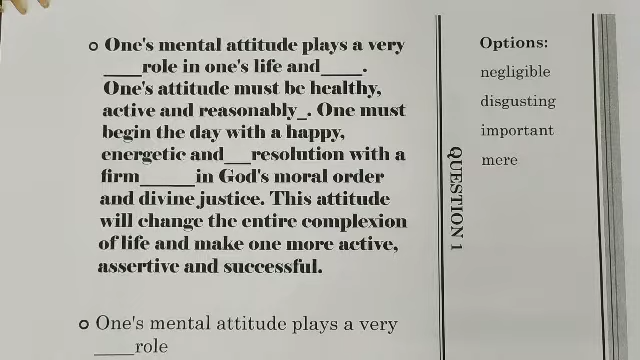 One's mental attitude plays a very
____role in one's life and____.
One's attitude must be healthy,
active and reasonably_. One must
begin the day with a happy,
energetic and___resolution with a
firm______in God's moral order
and divine justice. This attitude
will change the entire complexion
of life and make one more active,
assertive and successful.
One's mental attitude plays a very
____role
QUESTION 1
Options:
negligible
disgusting
important
mere